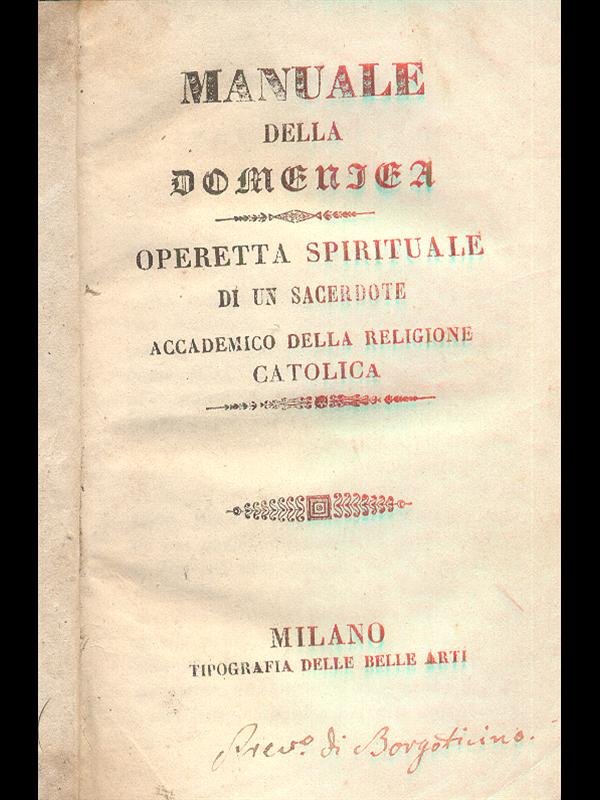 MANUALE
DELLA
DOMENICA
OPERETTA SPIRITUALE
DI UN SACERDOTE
ACCADEMICO DELLA RELIGIONE
CATOLICA
MILANO
TIPOGRAFIA DELLE BELLE ARTI
Prevo. di Borgoticino.